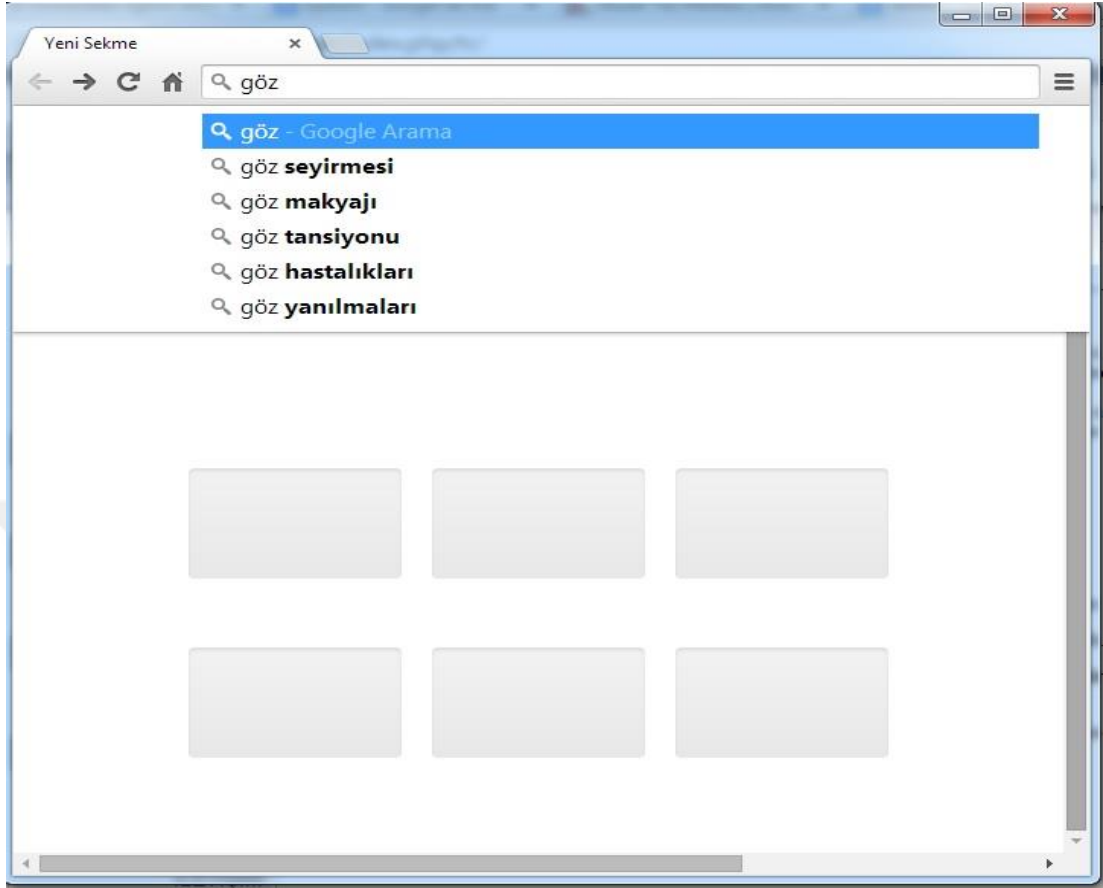 Yeni Sekme
göz
göz - Google Arama
göz seyirmesi
göz makyajı
göz tansiyonu
göz hastalıkları
göz yanılmaları